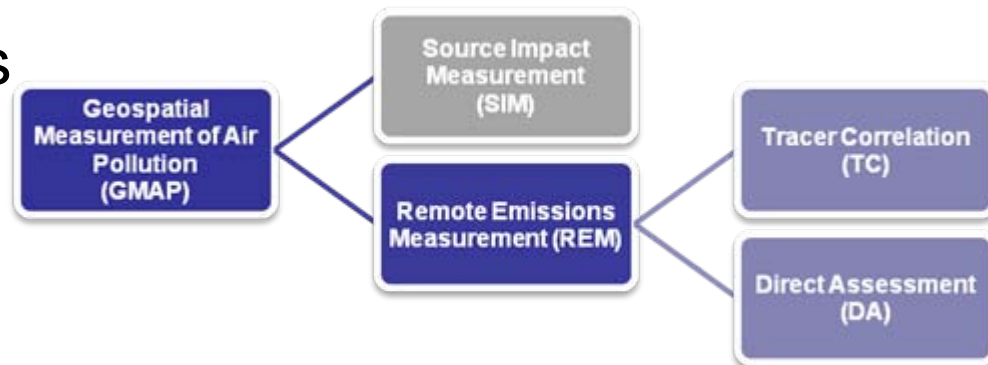 s
Geospatial
Measurement of Air
Pollution
(GMAP)
Source Impact
Measurement
(SIM)
Remote Emissions
Measurement (REM)
Tracer Correlation
(TC)
Direct Assessment
(DA)